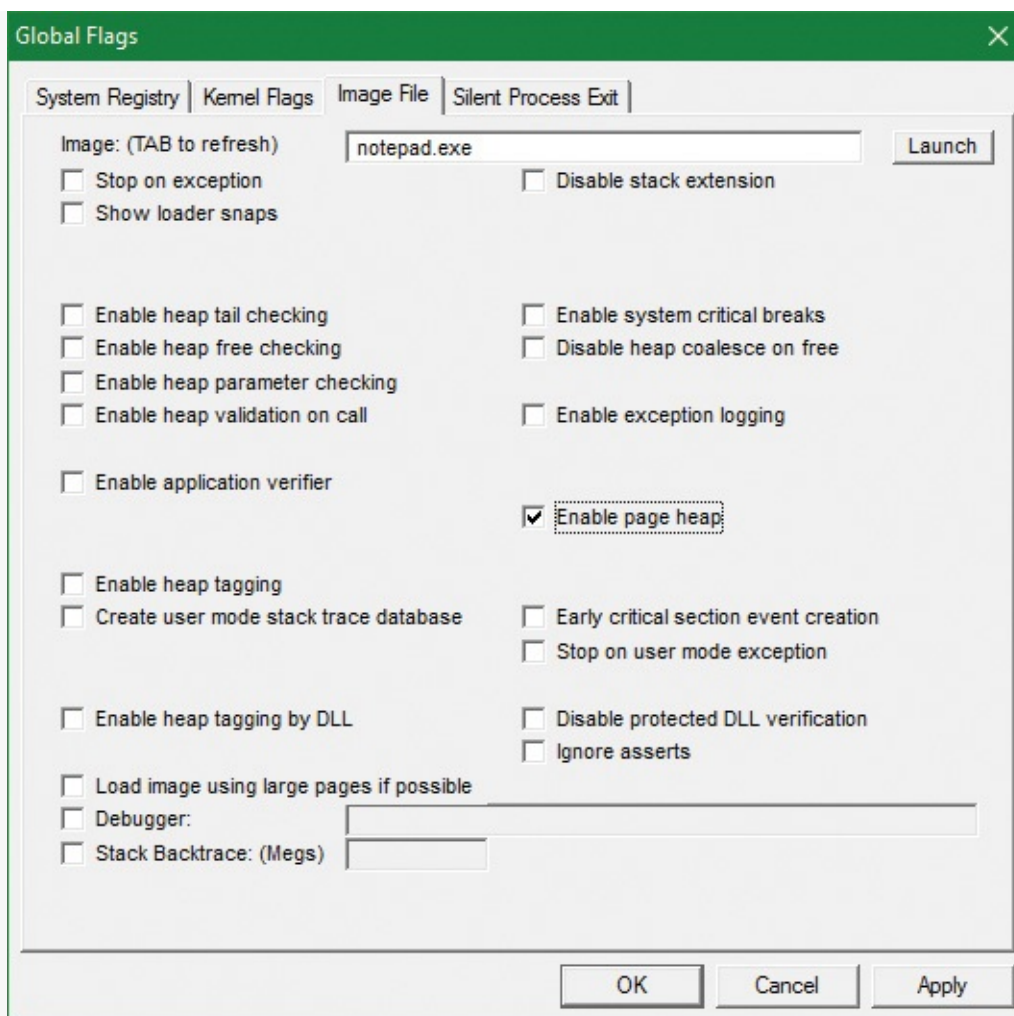 Global Flags
System Registry Kernel Flags Image File Silent Process Exit
Image: (TAB to refresh) notepad.exe Launch
Stop on exception Disable stack extension
Show loader snaps
Enable heap tail checking Enable system critical breaks
Enable heap free checking Disable heap coalesce on free
Enable heap parameter checking
Enable heap validation on call Enable exception logging
Enable application verifier
Enable page heap
Enable heap tagging
Create user mode stack trace database Early critical section event creation
Stop on user mode exception
Enable heap tagging by DLL Disable protected DLL verification
Ignore asserts
Load image using large pages if possible
Debugger:
Stack Backtrace: (Megs)
OK Cancel Apply